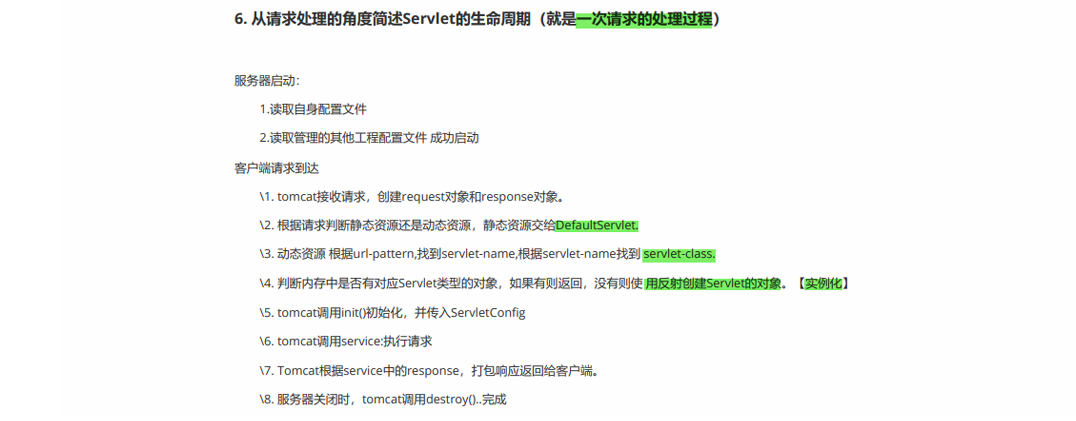 6. 从请求处理的角度简述Servlet的生命周期（就是一次请求的处理过程）
服务器启动：
1.读取自身配置文件
2.读取管理的其他工程配置文件 成功启动
客户端请求到达
\1. tomcat接收请求，创建request对象和response对象。
\2. 根据请求判断静态资源还是动态资源，静态资源交给DefaultServlet.
\3. 动态资源 根据url-pattern,找到servlet-name,根据servlet-name找到 servlet-class.
\4. 判断内存中是否有对应Servlet类型的对象，如果有则返回，没有则使 用反射创建Servlet的对象。【实例化】
\5. tomcat调用init()初始化，并传入ServletConfig
\6. tomcat调用service:执行请求
\7. Tomcat根据service中的response，打包响应返回给客户端。
\8. 服务器关闭时，tomcat调用destroy()..完成